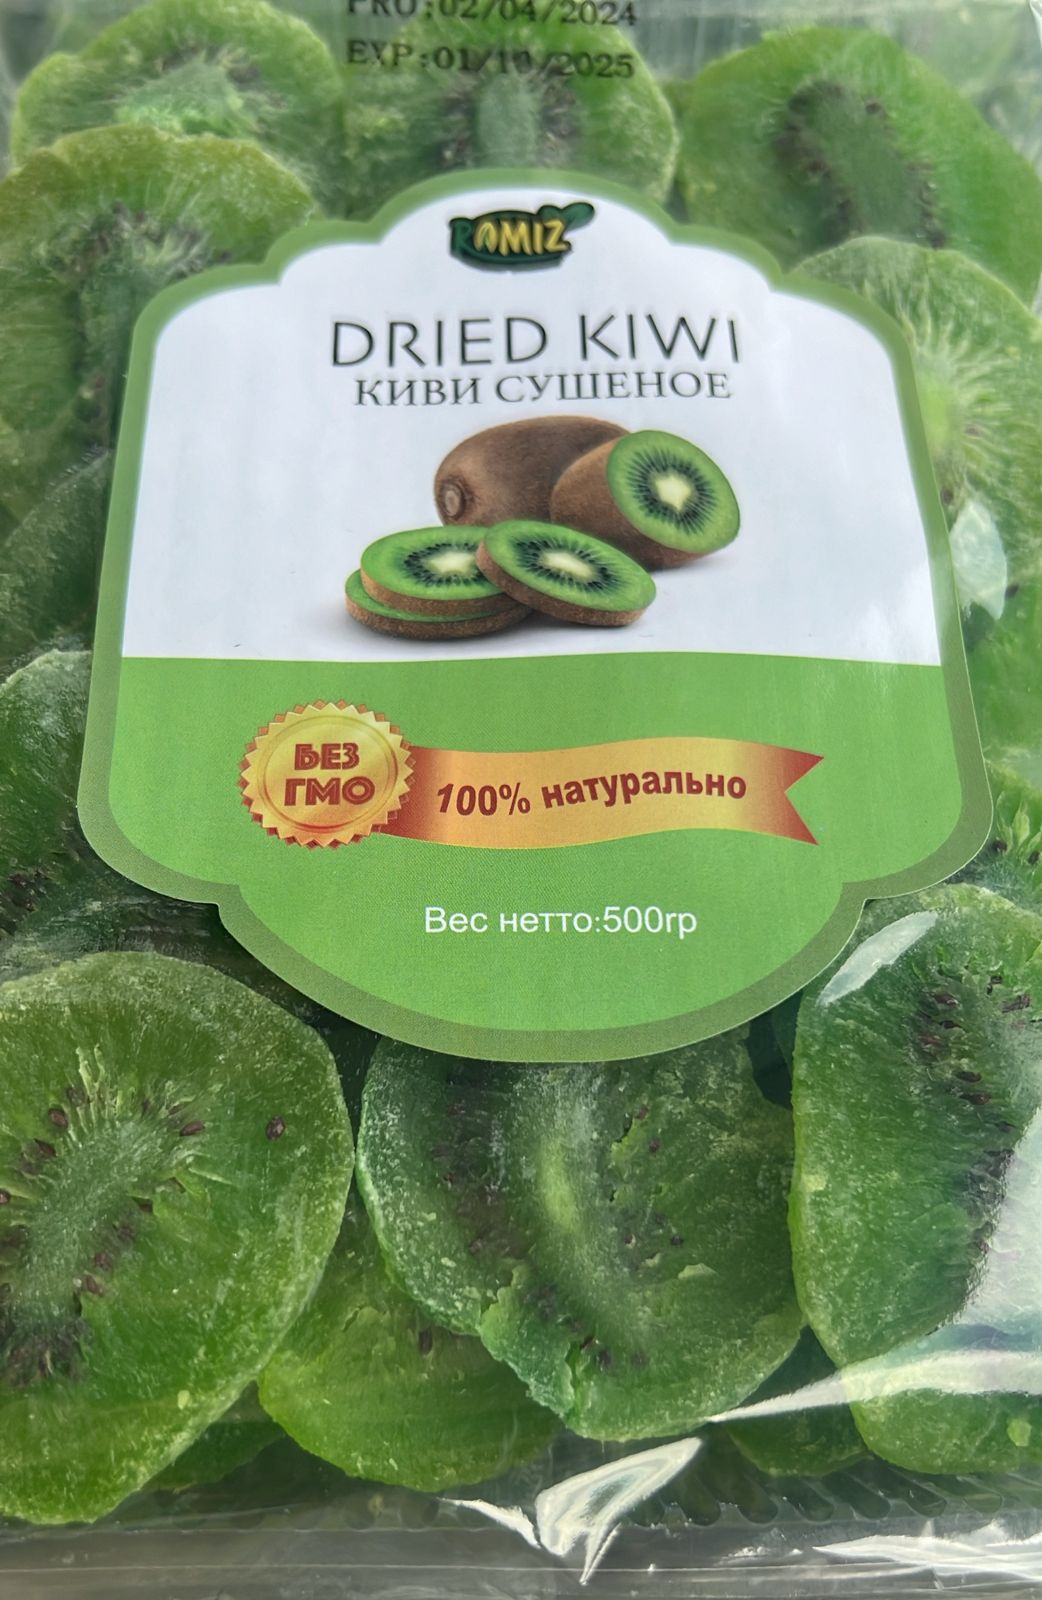 PRO:02/04/2024
EXP:01/10/2025
RAMIZ
DRIED KIWI
КИВИ СУШЕНОЕ
БЕЗ
ГМО
100% натурально
Вес нетто:500гр